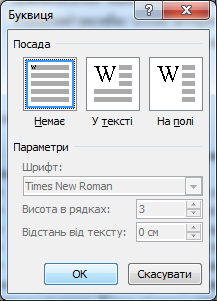 Буквиця
Посада
W W W
Немає У тексті На полі
Параметри
Шрифт:
Times New Roman
Висота в рядках: 3
Відстань від тексту: 0 см
ОК Скасувати